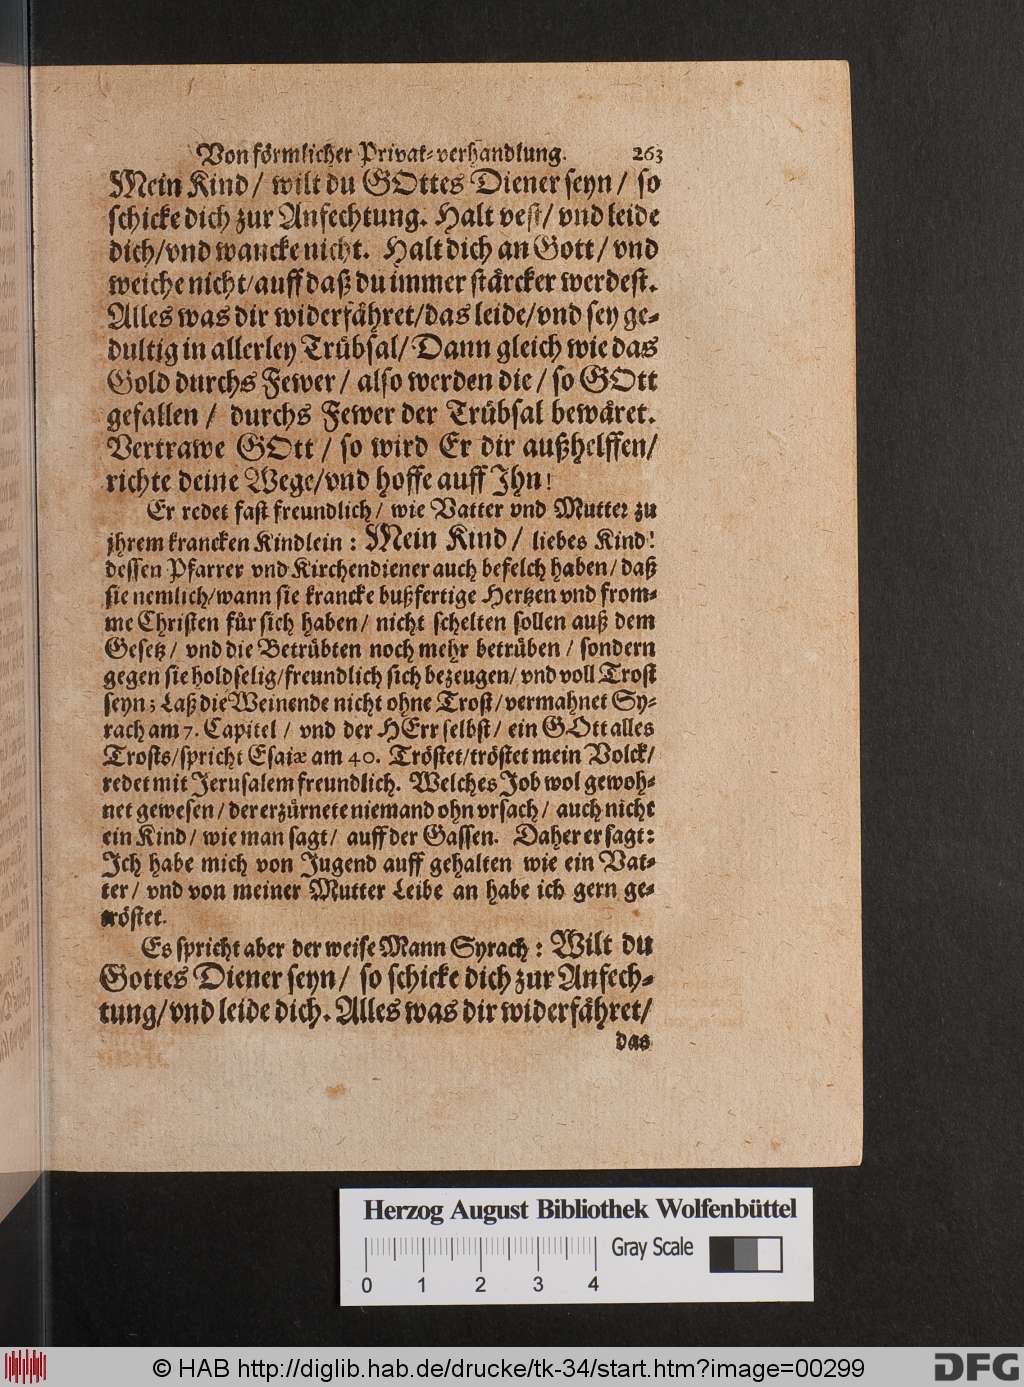 Von förmlicher Privat-verhandlung. 263
Mein Kind / wilt du GOttes Diener seyn / so
schicke dich zur Anfechtung. Halt vest / vnd leide
dich/vnd wancke nicht. Halt dich an Gott / vnd
weiche nicht/auff daß du immer stärcker werdest.
Alles was dir widerfähret/das leide/vnd sey ge-
dultig in allerley Trübsal/ Dann gleich wie das
Gold durchs Fewer / also werden die / so GOtt
gefallen / durchs Fewer der Trübsal bewäret.
Vertrawe GOtt / so wird Er dir außhelffen/
richte deine Wege/vnd hoffe auff Ihn!
Er redet fast freundlich / wie Vatter vnd Mutter zu
jhrem krancken Kindlein : Mein Kind / liebes Kind!
dessen Pfarrer vnd Kirchendiener auch befelch haben / daß
sie nemlich/wann sie krancke bußfertige Hertzen vnd from-
me Christen für sich haben / nicht schelten sollen auß dem
Gesetz / vnd die Betrübten noch mehr betrüben / sondern
gegen sie holdselig/freundlich sich bezeugen/ vnd voll Trost
seyn; Laß die Weinende nicht ohne Trost / vermahnet Sy-
rach am 7. Capitel / vnd der HErr selbst / ein GOtt alles
Trosts/spricht Esaiæ am 40. Tröstet/tröstet mein Volck/
redet mit Jerusalem freundlich. Welches Job wol gewoh-
net gewesen / der erzürnete niemand ohn vrsach / auch nicht
ein Kind / wie man sagt / auff der Gassen. Daher er sagt:
Ich habe mich von Jugend auff gehalten wie ein Vat-
ter / vnd von meiner Mutter Leibe an habe ich gern ge-
tröstet.
Es spricht aber der weise Mann Syrach : Wilt du
Gottes Diener seyn / so schicke dich zur Anfech-
tung/vnd leide dich. Alles was dir widerfähret/
das
Herzog August Bibliothek Wolfenbüttel
Gray Scale
0 1 2 3 4
© HAB http://diglib.hab.de/drucke/tk-34/start.htm?image=00299
DFG